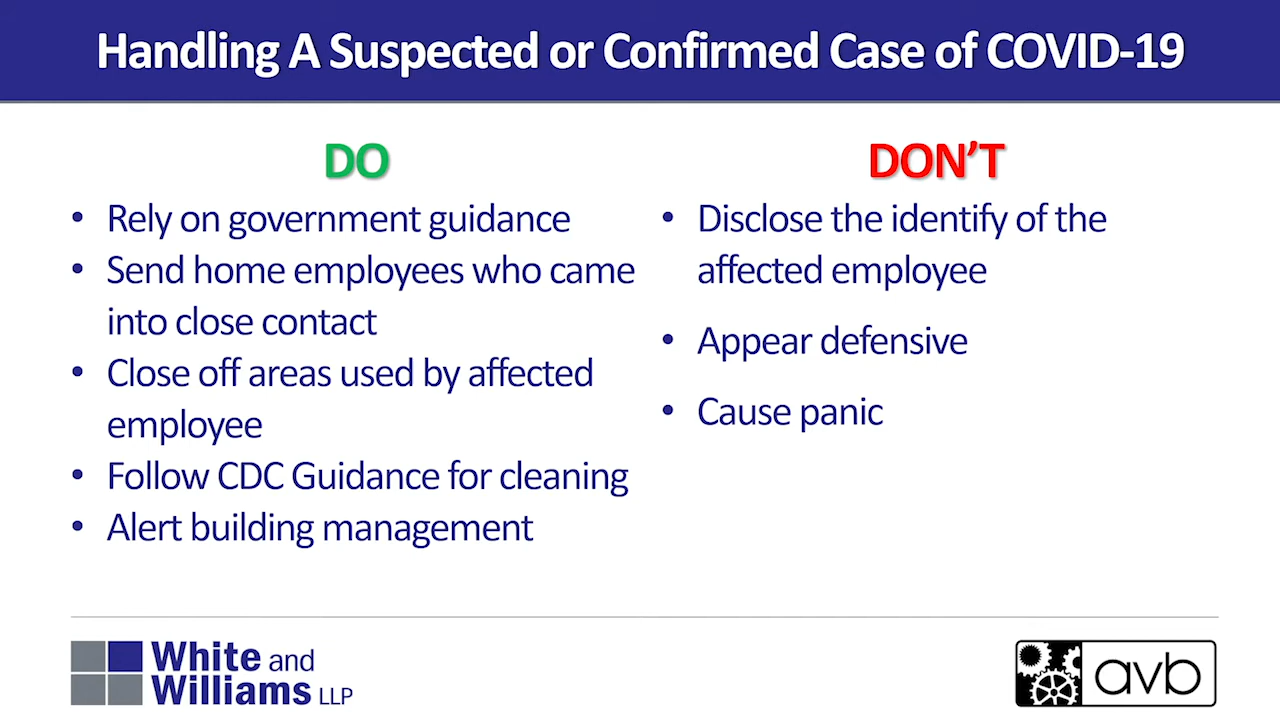 Handling A Suspected or Confirmed Case of COVID-19
DO
• Rely on government guidance
• Send home employees who came
into close contact
• Close off areas used by affected
employee
• Follow CDC Guidance for cleaning
• Alert building management
DON’T
• Disclose the identify of the
affected employee
• Appear defensive
• Cause panic
White and
Williams LLP
avb